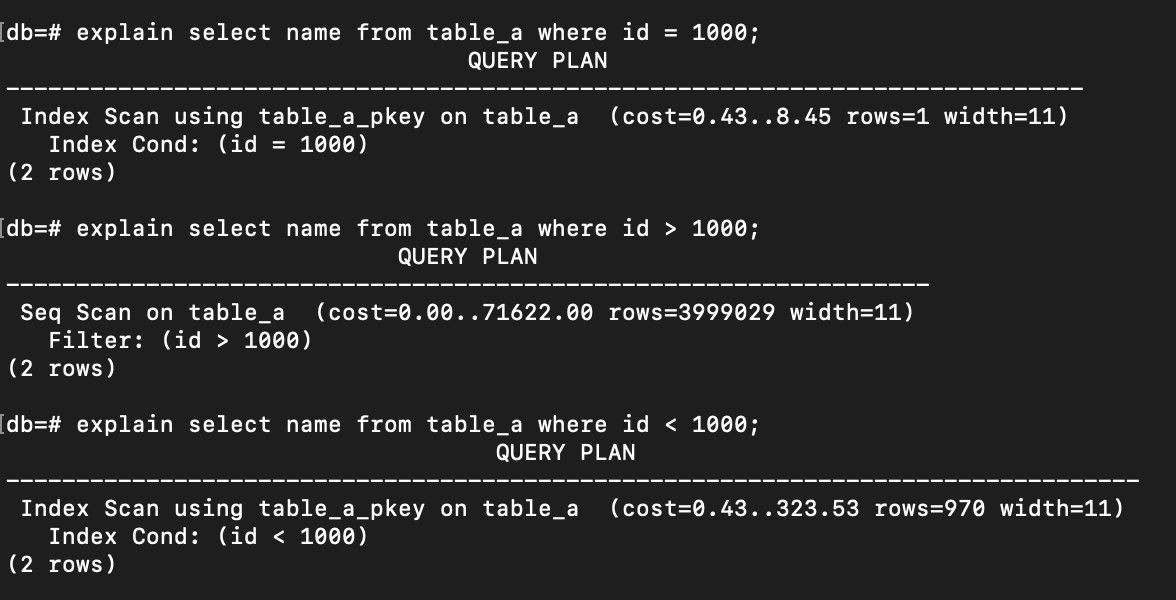 [db=# explain select name from table_a where id = 1000;
QUERY PLAN
-----------------------------------------------------------------------------
Index Scan using table_a_pkey on table_a  (cost=0.43..8.45 rows=1 width=11)
Index Cond: (id = 1000)
(2 rows)
[db=# explain select name from table_a where id > 1000;
QUERY PLAN
------------------------------------------------------------------
Seq Scan on table_a  (cost=0.00..71622.00 rows=3999029 width=11)
Filter: (id > 1000)
(2 rows)
[db=# explain select name from table_a where id < 1000;
QUERY PLAN
---------------------------------------------------------------------------------
Index Scan using table_a_pkey on table_a  (cost=0.43..323.53 rows=970 width=11)
Index Cond: (id < 1000)
(2 rows)